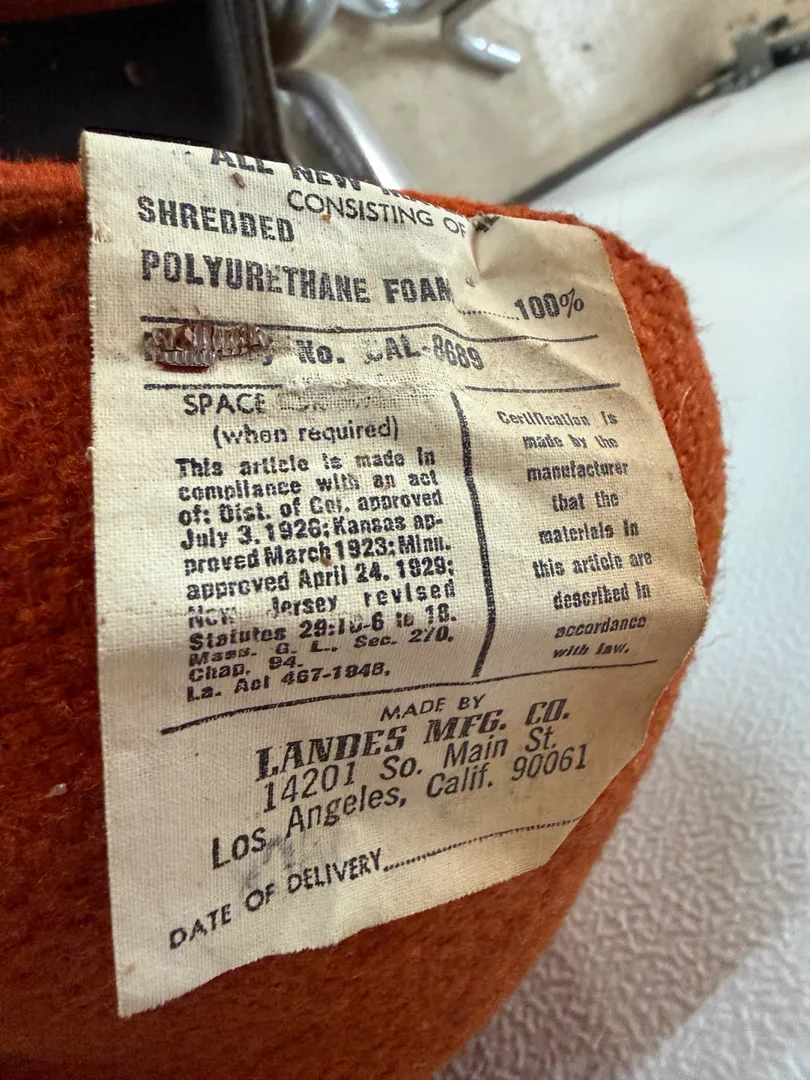 ALL NEW
CONSISTING OF
SHREDDED
POLYURETHANE FOAM........100%
No. CAL-8689
SPACE
(when required)
This article is made in
compliance with an act
of: Dist. of Col. approved
July 3. 1926; Kansas ap-
proved March 1923; Minn.
approved April 24. 1929;
New Jersey revised
Statutes 29:10-6 to 18.
Mass. G. L., Sec. 270,
Chap. 94.
La. Act 467-1948.
Certification is
made by the
manufacturer
that the
materials in
this article are
described in
accordance
with law.
MADE BY
LANDES MFG. CO.
14201 So. Main St.
Los Angeles, Calif. 90061
DATE OF DELIVERY........................